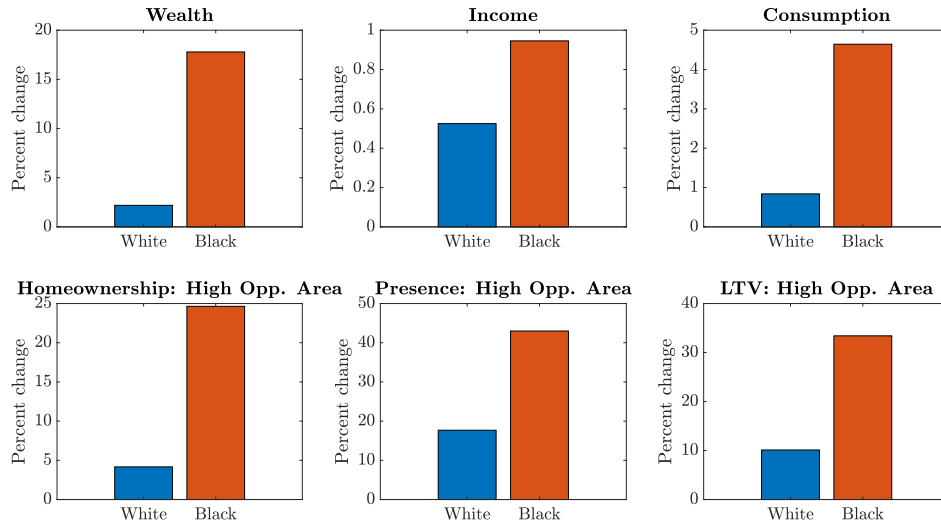 Wealth
Percent change
20
15
10
5
0
White Black
Income
Percent change
1
0.8
0.6
0.4
0.2
0
White Black
Consumption
Percent change
5
4
3
2
1
0
White Black
Homeownership: High Opp. Area
Percent change
25
20
15
10
5
0
White Black
Presence: High Opp. Area
Percent change
50
40
30
20
10
0
White Black
LTV: High Opp. Area
Percent change
40
30
20
10
0
White Black